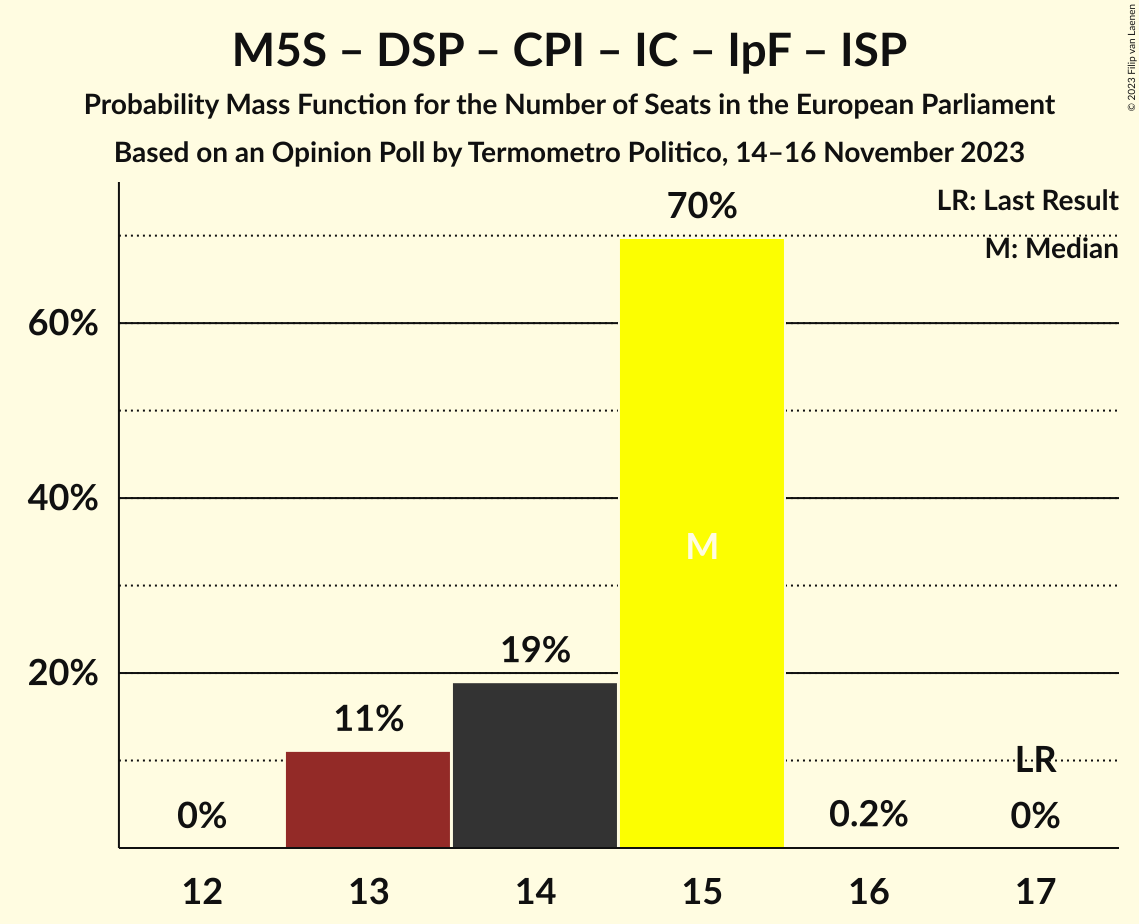 M5S – DSP – CPI – IC – IpF – ISP
Probability Mass Function for the Number of Seats in the European Parliament
Based on an Opinion Poll by Termometro Politico, 14–16 November 2023
© 2023 Filip van Laenen
LR: Last Result
M: Median
70%
60%
40%
M
19%
20%
11%
LR
0%
0.2%
0%
12 13 14 15 16 17